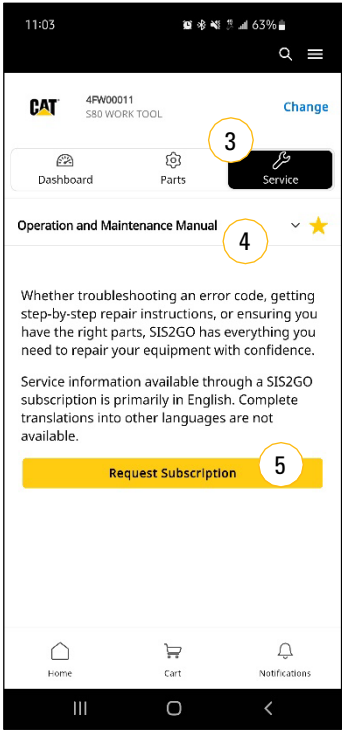 11:03
63%
CAT
4FW00011
S80 WORK TOOL
Change
3
Dashboard
Parts
Service
Operation and Maintenance Manual
4
Whether troubleshooting an error code, getting
step-by-step repair instructions, or ensuring you
have the right parts, SIS2GO has everything you
need to repair your equipment with confidence.
Service information available through a SIS2GO
subscription is primarily in English. Complete
translations into other languages are not
available.
Request Subscription
5
Home
Cart
Notifications